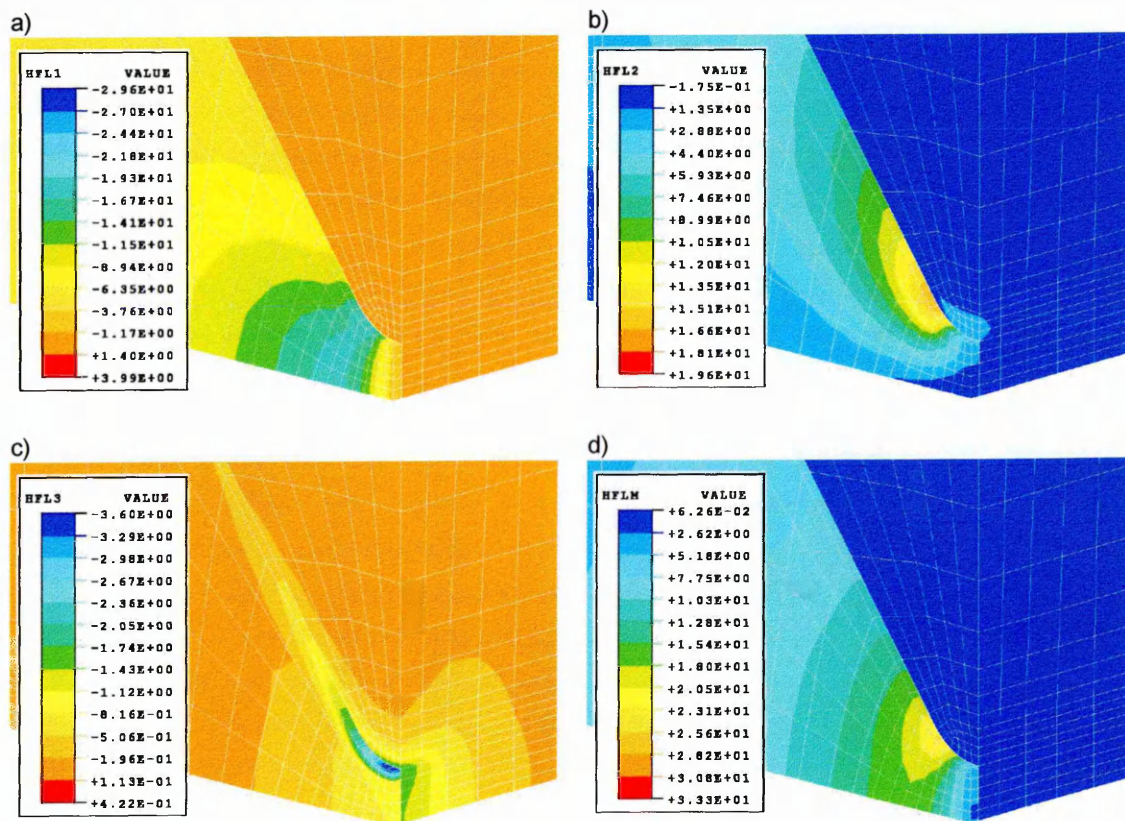 a)
HFL1 VALUE
-2.96E+01
-2.70E+01
-2.44E+01
-2.18E+01
-1.93E+01
-1.67E+01
-1.41E+01
-1.15E+01
-8.94E+00
-6.35E+00
-3.76E+00
-1.17E+00
+1.40E+00
+3.99E+00
b)
HFL2 VALUE
-1.75E-01
+1.35E+00
+2.88E+00
+4.40E+00
+5.93E+00
+7.46E+00
+8.99E+00
+1.05E+01
+1.20E+01
+1.35E+01
+1.51E+01
+1.66E+01
+1.81E+01
+1.96E+01
c)
HFL3 VALUE
-3.60E+00
-3.29E+00
-2.98E+00
-2.67E+00
-2.36E+00
-2.05E+00
-1.74E+00
-1.43E+00
-1.12E+00
-8.16E-01
-5.06E-01
-1.96E-01
+1.13E-01
+4.22E-01
d)
HFLM VALUE
+6.26E-02
+2.62E+00
+5.18E+00
+7.75E+00
+1.03E+01
+1.28E+01
+1.54E+01
+1.80E+01
+2.05E+01
+2.31E+01
+2.56E+01
+2.82E+01
+3.08E+01
+3.33E+01